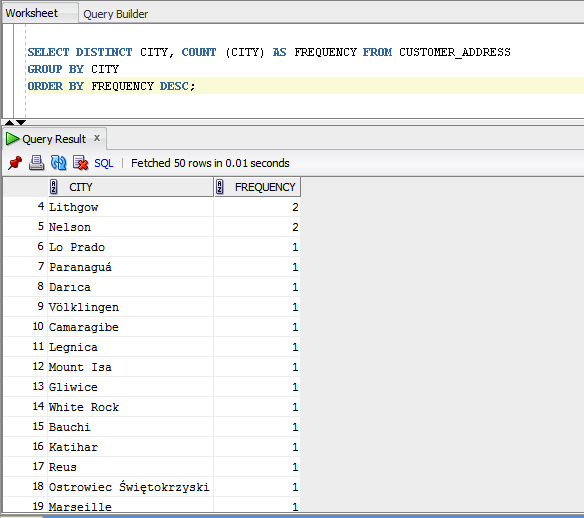 Worksheet Query Builder
SELECT DISTINCT CITY, COUNT (CITY) AS FREQUENCY FROM CUSTOMER_ADDRESS
GROUP BY CITY
ORDER BY FREQUENCY DESC;
Query Result x
SQL | Fetched 50 rows in 0.01 seconds
CITY FREQUENCY
4 Lithgow 2
5 Nelson 2
6 Lo Prado 1
7 Paranaguá 1
8 Darıca 1
9 Völklingen 1
10 Camaragibe 1
11 Legnica 1
12 Mount Isa 1
13 Gliwice 1
14 White Rock 1
15 Bauchi 1
16 Katihar 1
17 Reus 1
18 Ostrowiec Świętokrzyski 1
19 Marseille 1